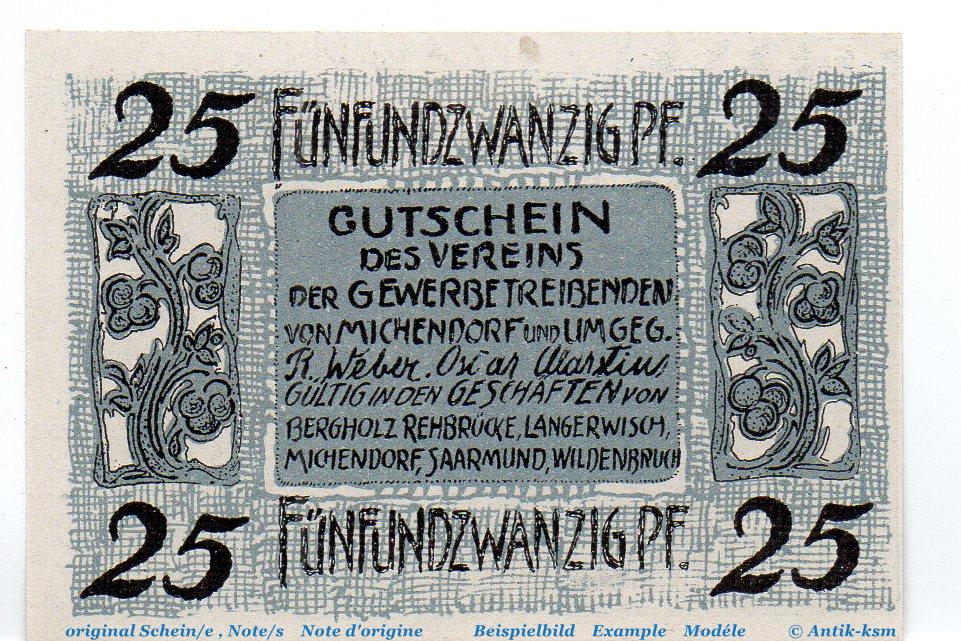 25 FÜNFUNDZWANZIG PF. 25
GUTSCHEIN
DES VEREINS
DER GEWERBETREIBENDEN
VON MICHENDORF UND UMGEG.
R. Weber. Oscar Martius
GÜLTIG IN DEN GESCHÄFTEN VON
BERGHOLZ REHBRÜCKE, LANGERWISCH,
MICHENDORF, SAARMUND, WILDENBRUCH
25 FÜNFUNDZWANZIG PF. 25
original Schein/e , Note/s Note d'origine Beispielbild Example Modéle © Antik-ksm